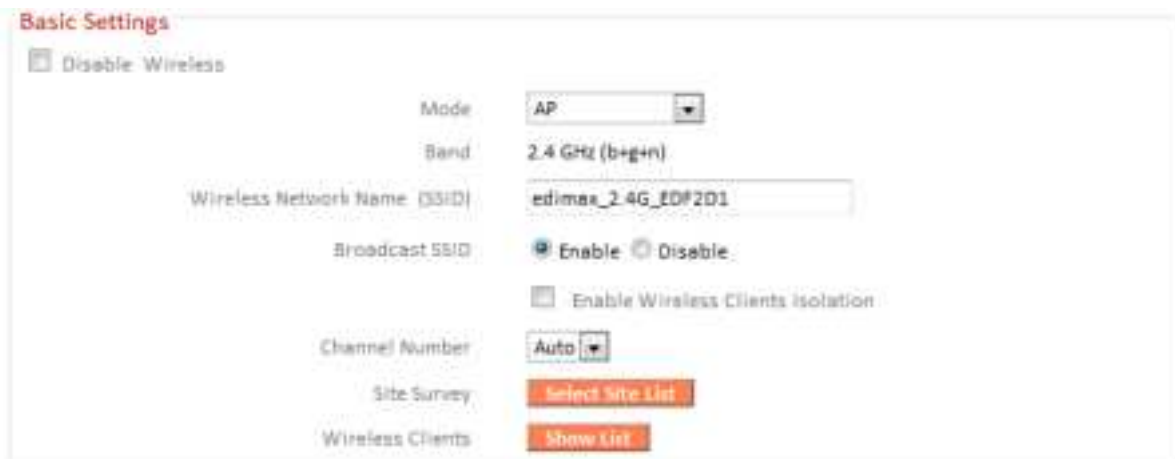 Basic Settings
Disable Wireless
Mode AP
Band 2.4 GHz (b+g+n)
Wireless Network Name (SSID) edimax_2.4G_EDF2D1
Broadcast SSID Enable Disable
Enable Wireless Clients Isolation
Channel Number Auto
Site Survey Select Site List
Wireless Clients Show List